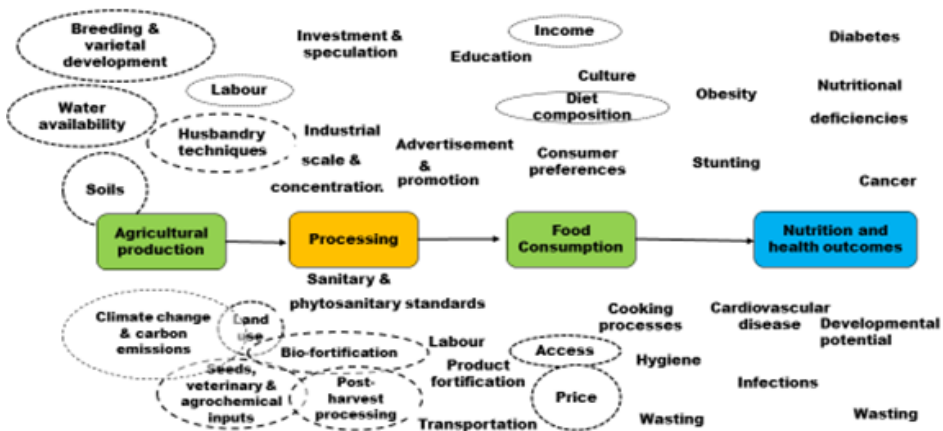 Breeding &
varietal
development
Investment &
speculation
Income
Education
Diabetes
Culture
Labour
Diet
composition
Obesity
Nutritional
deficiencies
Water
availability
Husbandry
techniques
Industrial
scale &
concentration
Advertisement
&
promotion
Consumer
preferences
Stunting
Cancer
Soils
Agricultural
production
Processing
Food
Consumption
Nutrition and
health outcomes
Sanitary &
phytosanitary standards
Climate change
& carbon
emissions
Land
use
Cooking
processes
Cardiovascular
disease
Developmental
potential
Bio-fortification
Labour
Access
Hygiene
Seeds,
veterinary &
agrochemical
inputs
Post-
harvest
processing
Product
fortification
Price
Infections
Transportation
Wasting
Wasting